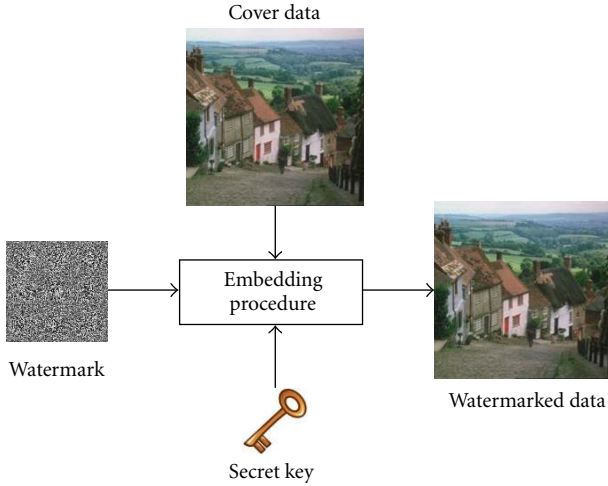 Cover data
Embedding
procedure
Watermark
Watermarked data
Secret key